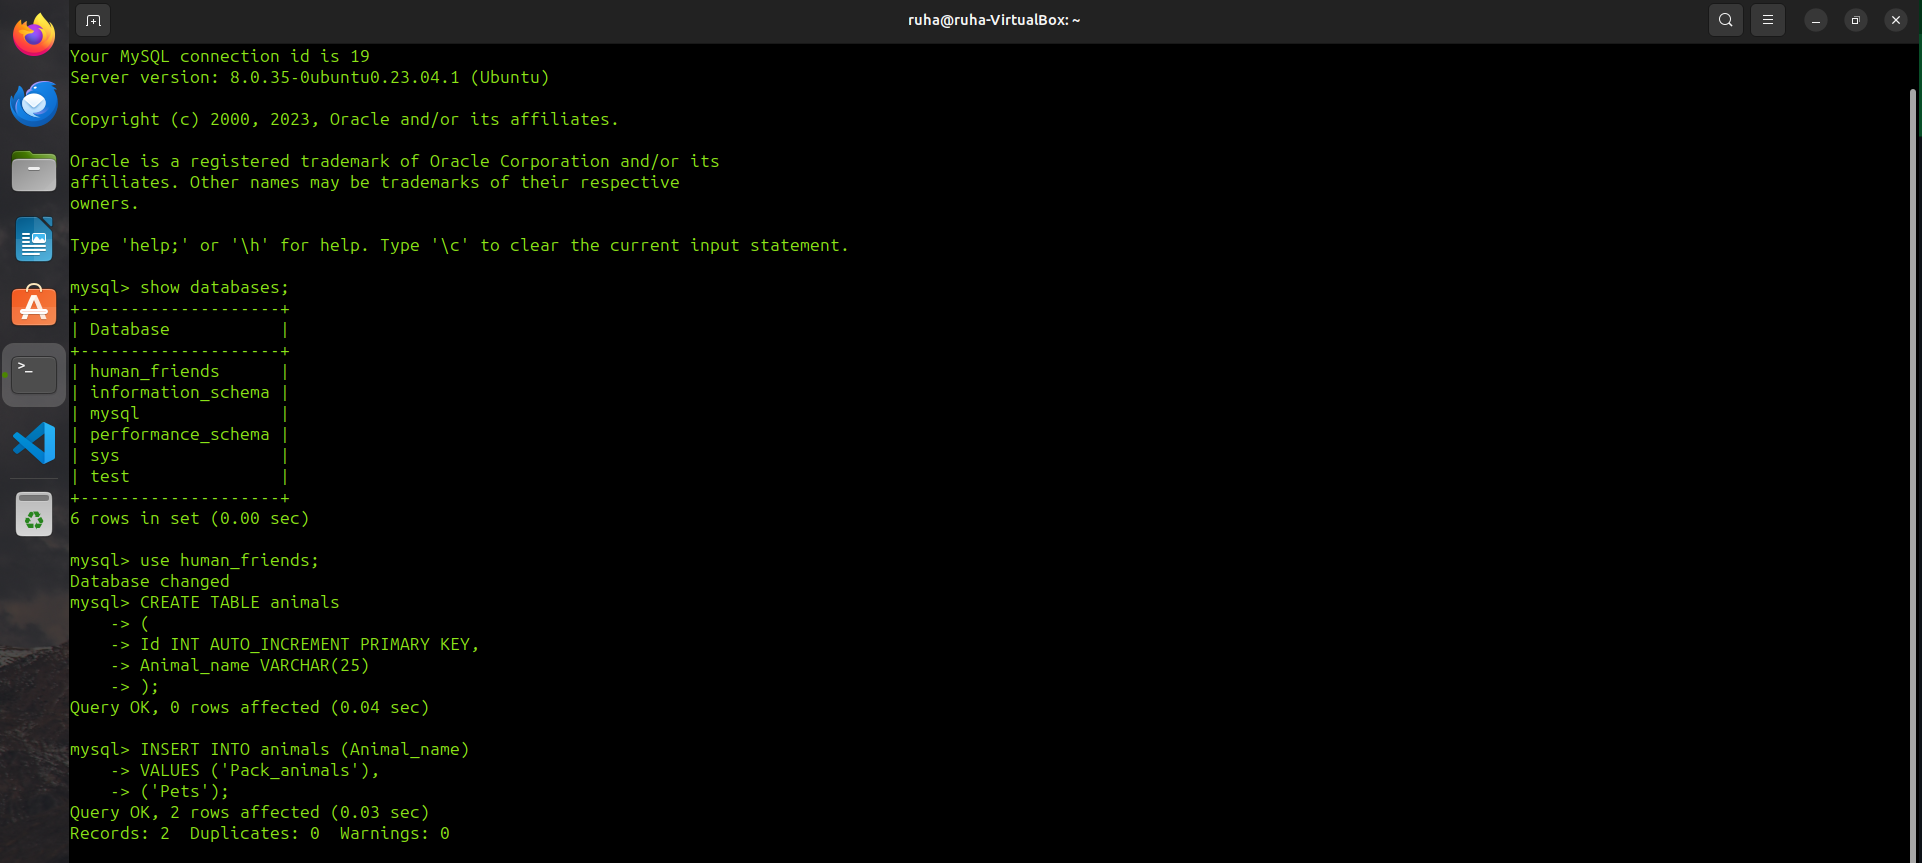 ruha@ruha-VirtualBox: ~
Your MySQL connection id is 19
Server version: 8.0.35-0ubuntu0.23.04.1 (Ubuntu)
Copyright (c) 2000, 2023, Oracle and/or its affiliates.
Oracle is a registered trademark of Oracle Corporation and/or its
affiliates. Other names may be trademarks of their respective
owners.
Type 'help;' or '\h' for help. Type '\c' to clear the current input statement.
mysql> show databases;
+--------------------+
| Database           |
+--------------------+
| human_friends      |
| information_schema |
| mysql              |
| performance_schema |
| sys                |
| test               |
+--------------------+
6 rows in set (0.00 sec)
mysql> use human_friends;
Database changed
mysql> CREATE TABLE animals
    -> (
    -> Id INT AUTO_INCREMENT PRIMARY KEY,
    -> Animal_name VARCHAR(25)
    -> );
Query OK, 0 rows affected (0.04 sec)
mysql> INSERT INTO animals (Animal_name)
    -> VALUES ('Pack_animals'),
    -> ('Pets');
Query OK, 2 rows affected (0.03 sec)
Records: 2  Duplicates: 0  Warnings: 0